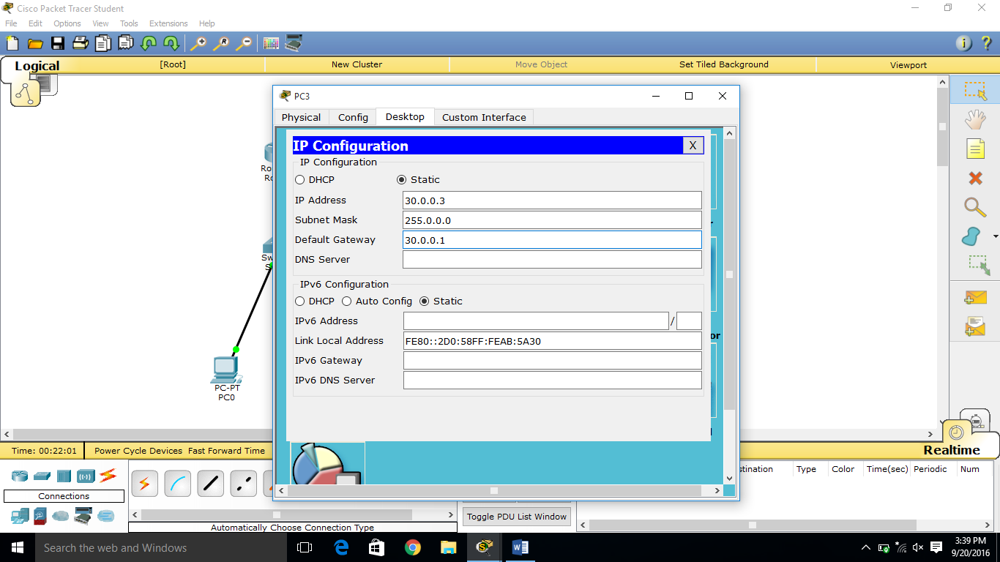 Cisco Packet Tracer Student
File Edit Options View Tools Extensions Help
Logical [Root] New Cluster Move Object Set Tiled Background Viewport
PC3
Physical Config Desktop Custom Interface
IP Configuration X
IP Configuration
DHCP Static
IP Address 30.0.0.3
Subnet Mask 255.0.0.0
Default Gateway 30.0.0.1
DNS Server
IPv6 Configuration
DHCP Auto Config Static
IPv6 Address /
Link Local Address FE80::2D0:58FF:FEAB:5A30
IPv6 Gateway
IPv6 DNS Server
PC-PT
PC0
Time: 00:22:01 Power Cycle Devices Fast Forward Time Realtime
Type Color Time(sec) Periodic Num
Connections
Toggle PDU List Window
Automatically Choose Connection Type
Search the web and Windows
3:39 PM
9/20/2016